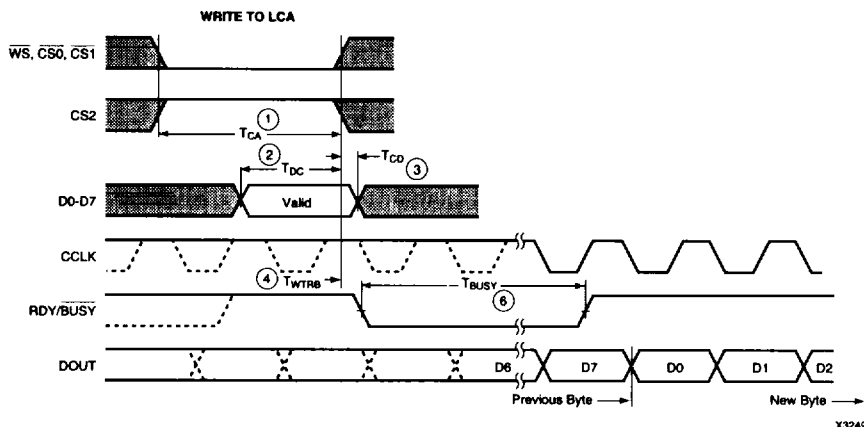 WRITE TO LCA
WS, CS0, CS1
CS2
1
TCA
2
TDC
TCD
3
D0-D7
Valid
CCLK
4
TWTRB
TBUSY
6
RDY/BUSY
DOUT
D6
D7
D0
D1
D2
Previous Byte
New Byte
X3249